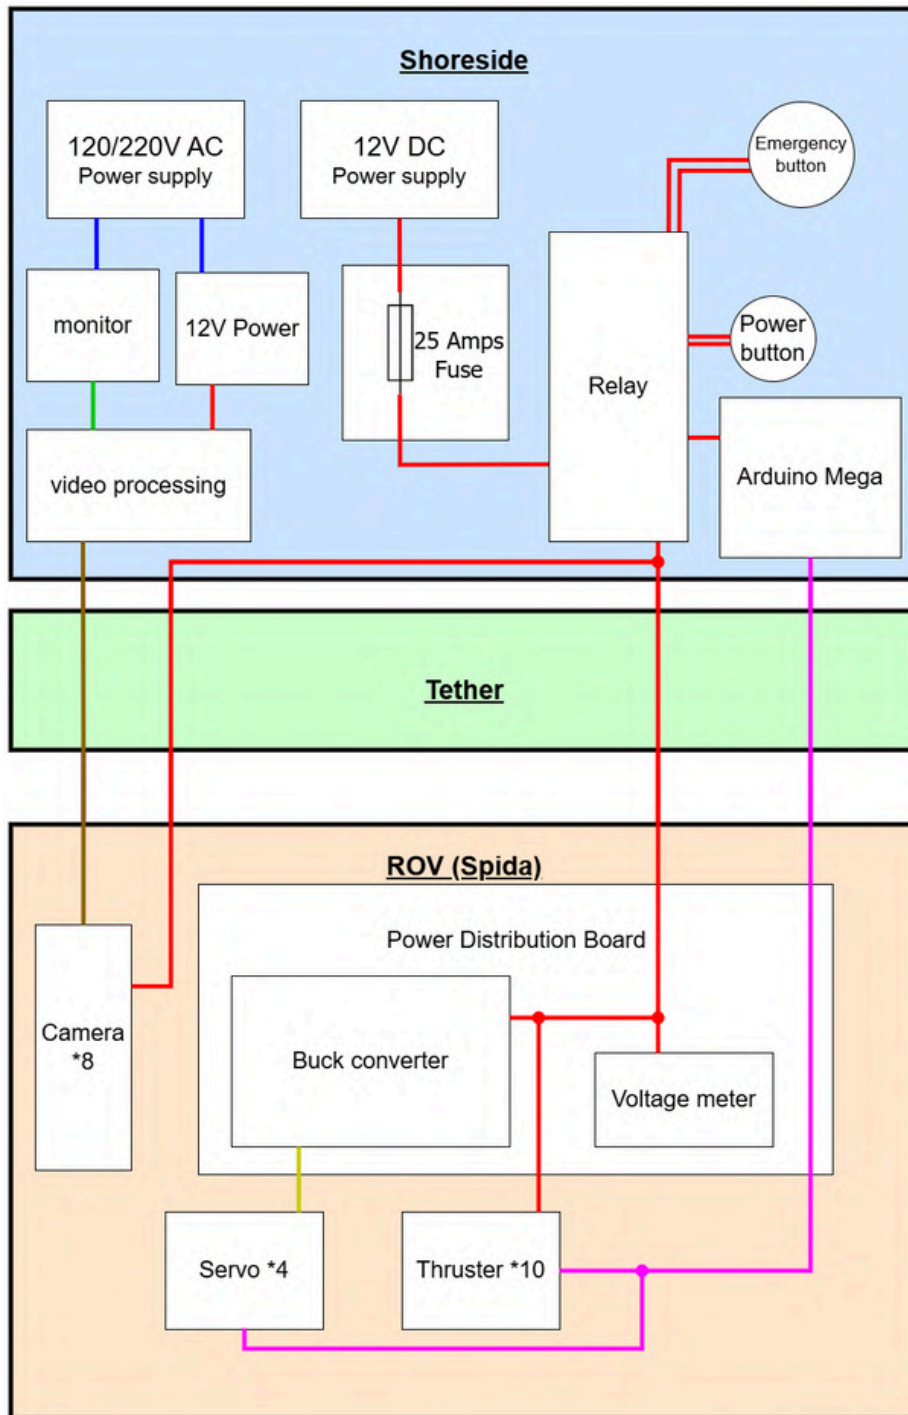 Shoreside
120/220V AC
Power supply
12V DC
Power supply
Emergency
button
monitor
12V Power
25 Amps
Fuse
Power
button
Relay
video processing
Arduino Mega
Tether
ROV (Spida)
Power Distribution Board
Camera
*8
Buck converter
Voltage meter
Servo *4
Thruster *10